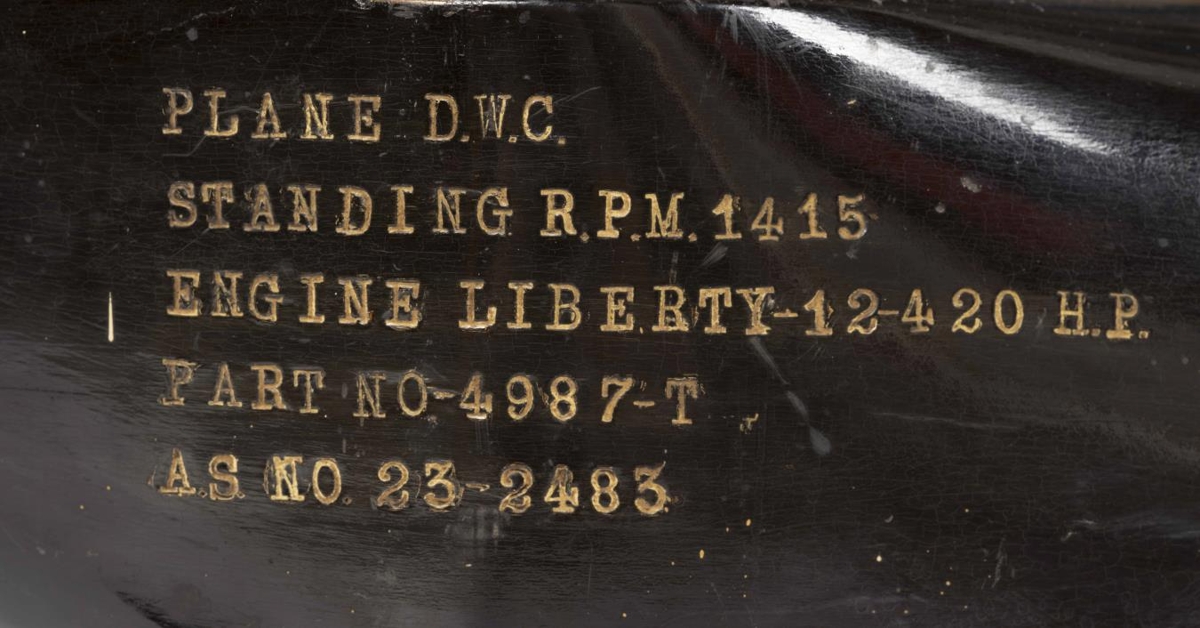 PLANE D.W.C.
STANDING R.P.M. 1415
ENGINE LIBERTY-12-420 H.P.
PART NO-4987-T
A.S. NO. 23-2483